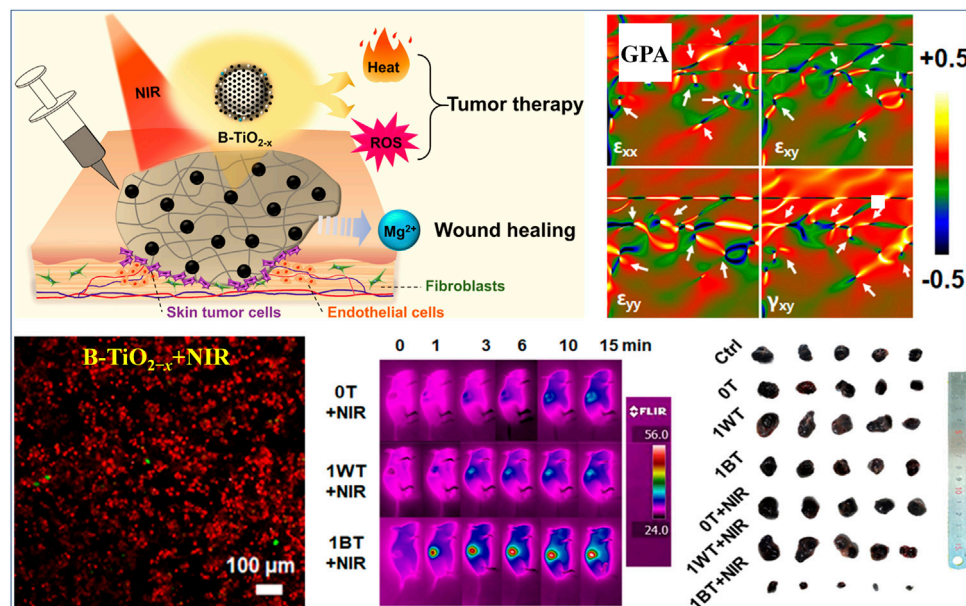 NIR
B-TiO2-x
Heat
ROS
Tumor therapy
Mg2+
Wound healing
Fibroblasts
Skin tumor cells
Endothelial cells
GPA
εxx
εxy
εyy
γxy
+0.5
-0.5
B-TiO2−x+NIR
100 µm
0 1 3 6 10 15 min
0T
+NIR
1WT
+NIR
1BT
+NIR
FLIR
56.0
24.0
Ctrl
0T
1WT
1BT
0T+NIR
1WT+NIR
1BT+NIR